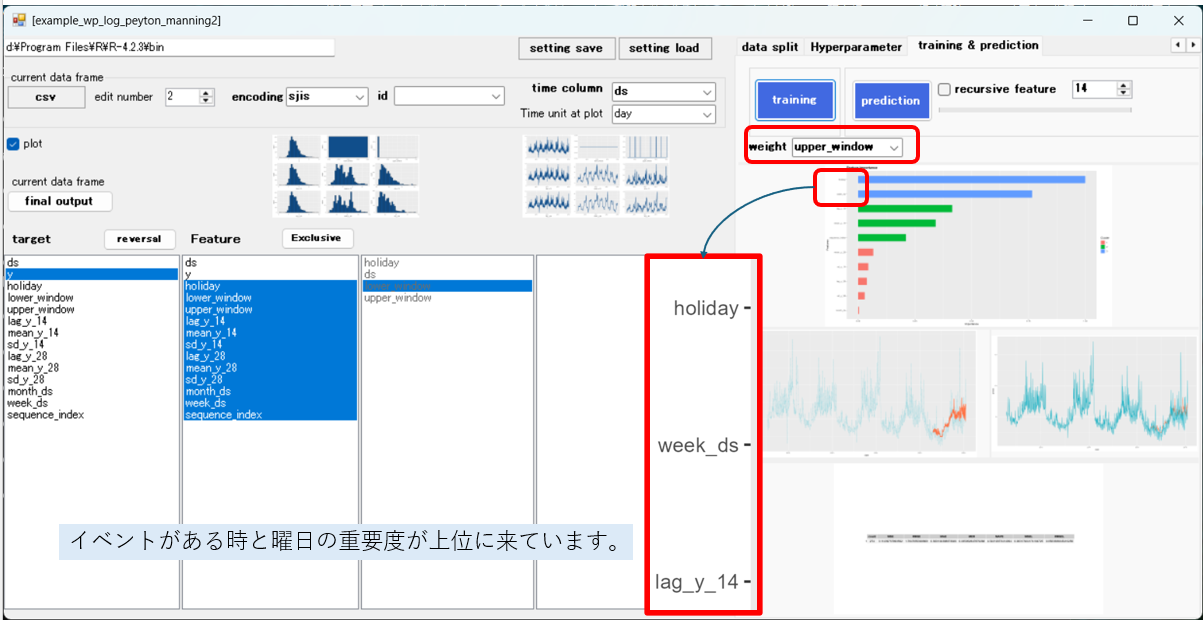 [example_wp_log_peyton_manning2]
d:¥Program Files¥R¥R-4.2.3¥bin
setting save
setting load
data split
Hyperparameter
training & prediction
current data frame
csv
edit number
2
encoding
sjis
id
time column
ds
Time unit at plot
day
training
prediction
recursive feature
14
plot
weight
upper_window
current data frame
final output
target
reversal
Feature
Exclusive
ds
y
holiday
lower_window
upper_window
lag_y_14
mean_y_14
sd_y_14
lag_y_28
mean_y_28
sd_y_28
month_ds
week_ds
sequence_index
ds
y
holiday
lower_window
upper_window
lag_y_14
mean_y_14
sd_y_14
lag_y_28
mean_y_28
sd_y_28
month_ds
week_ds
sequence_index
holiday
ds
lower_window
upper_window
holiday
week_ds
lag_y_14
イベントがある時と曜日の重要度が上位に来ています。